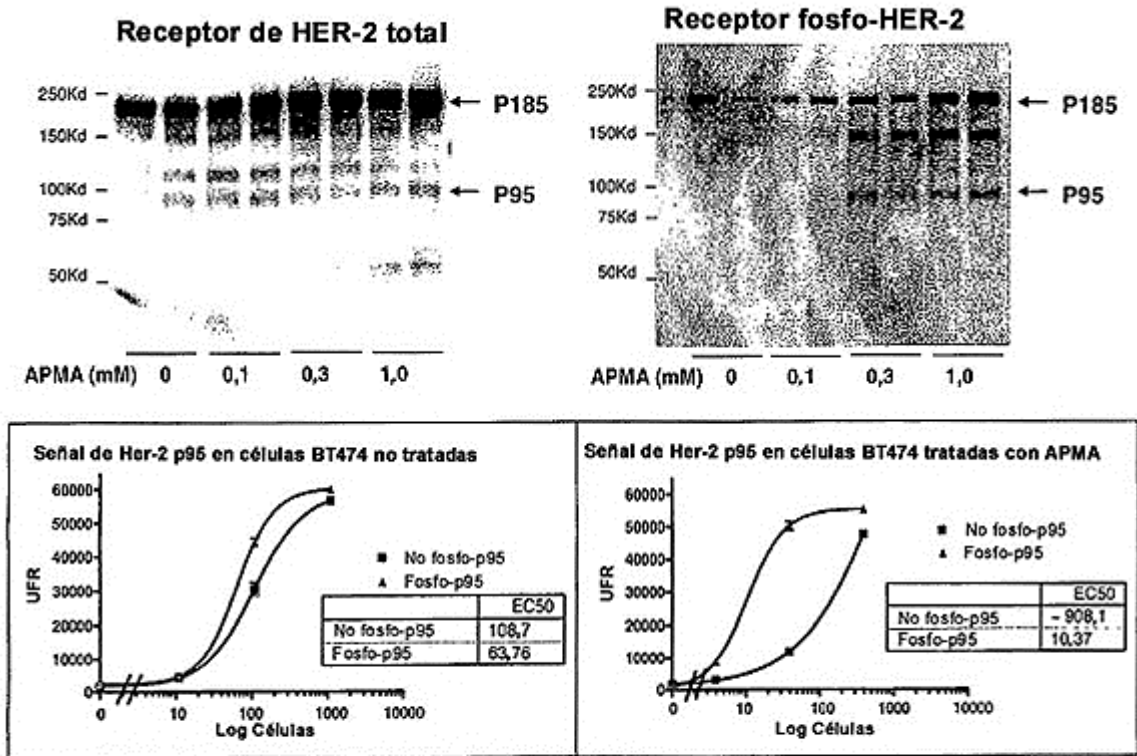 Receptor de HER-2 total
250Kd
150Kd
100Kd
75Kd
50Kd
P185
P95
APMA (mM) 0 0,1 0,3 1,0
Receptor fosfo-HER-2
250Kd
150Kd
100Kd
75Kd
50Kd
P185
P95
APMA (mM) 0 0,1 0,3 1,0
Señal de Her-2 p95 en células BT474 no tratadas
60000
50000
40000
30000
20000
10000
UFR
0 10 100 1000 10000
Log Células
No fosfo-p95
Fosfo-p95
EC50
No fosfo-p95 108,7
Fosfo-p95 63,76
Señal de Her-2 p95 en células BT474 tratadas con APMA
60000
50000
40000
30000
20000
10000
0
UFR
0 10 100 1000 10000
Log Células
No fosfo-p95
Fosfo-p95
EC50
No fosfo-p95 ~ 908,1
Fosfo-p95 10,37